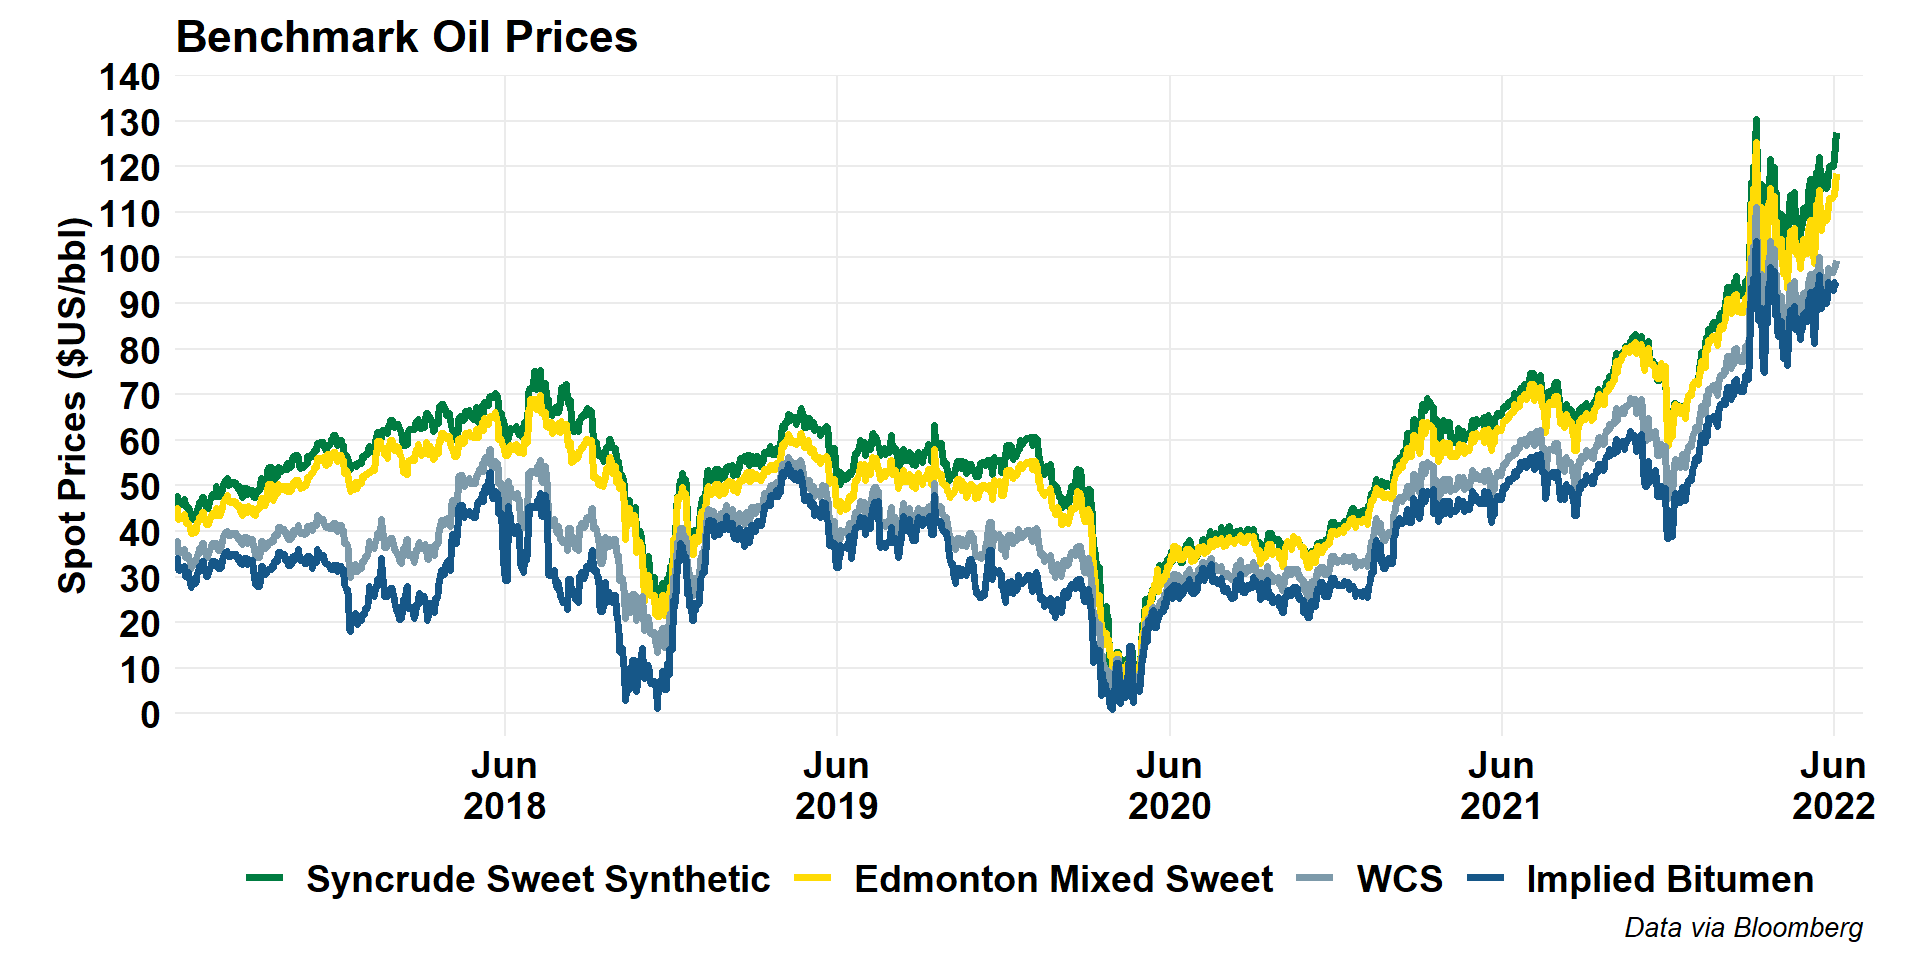 Benchmark Oil Prices
Spot Prices ($US/bbl)
140
130
120
110
100
90
80
70
60
50
40
30
20
10
0
Jun Jun Jun Jun Jun
2018 2019 2020 2021 2022
Syncrude Sweet Synthetic Edmonton Mixed Sweet WCS Implied Bitumen
Data via Bloomberg